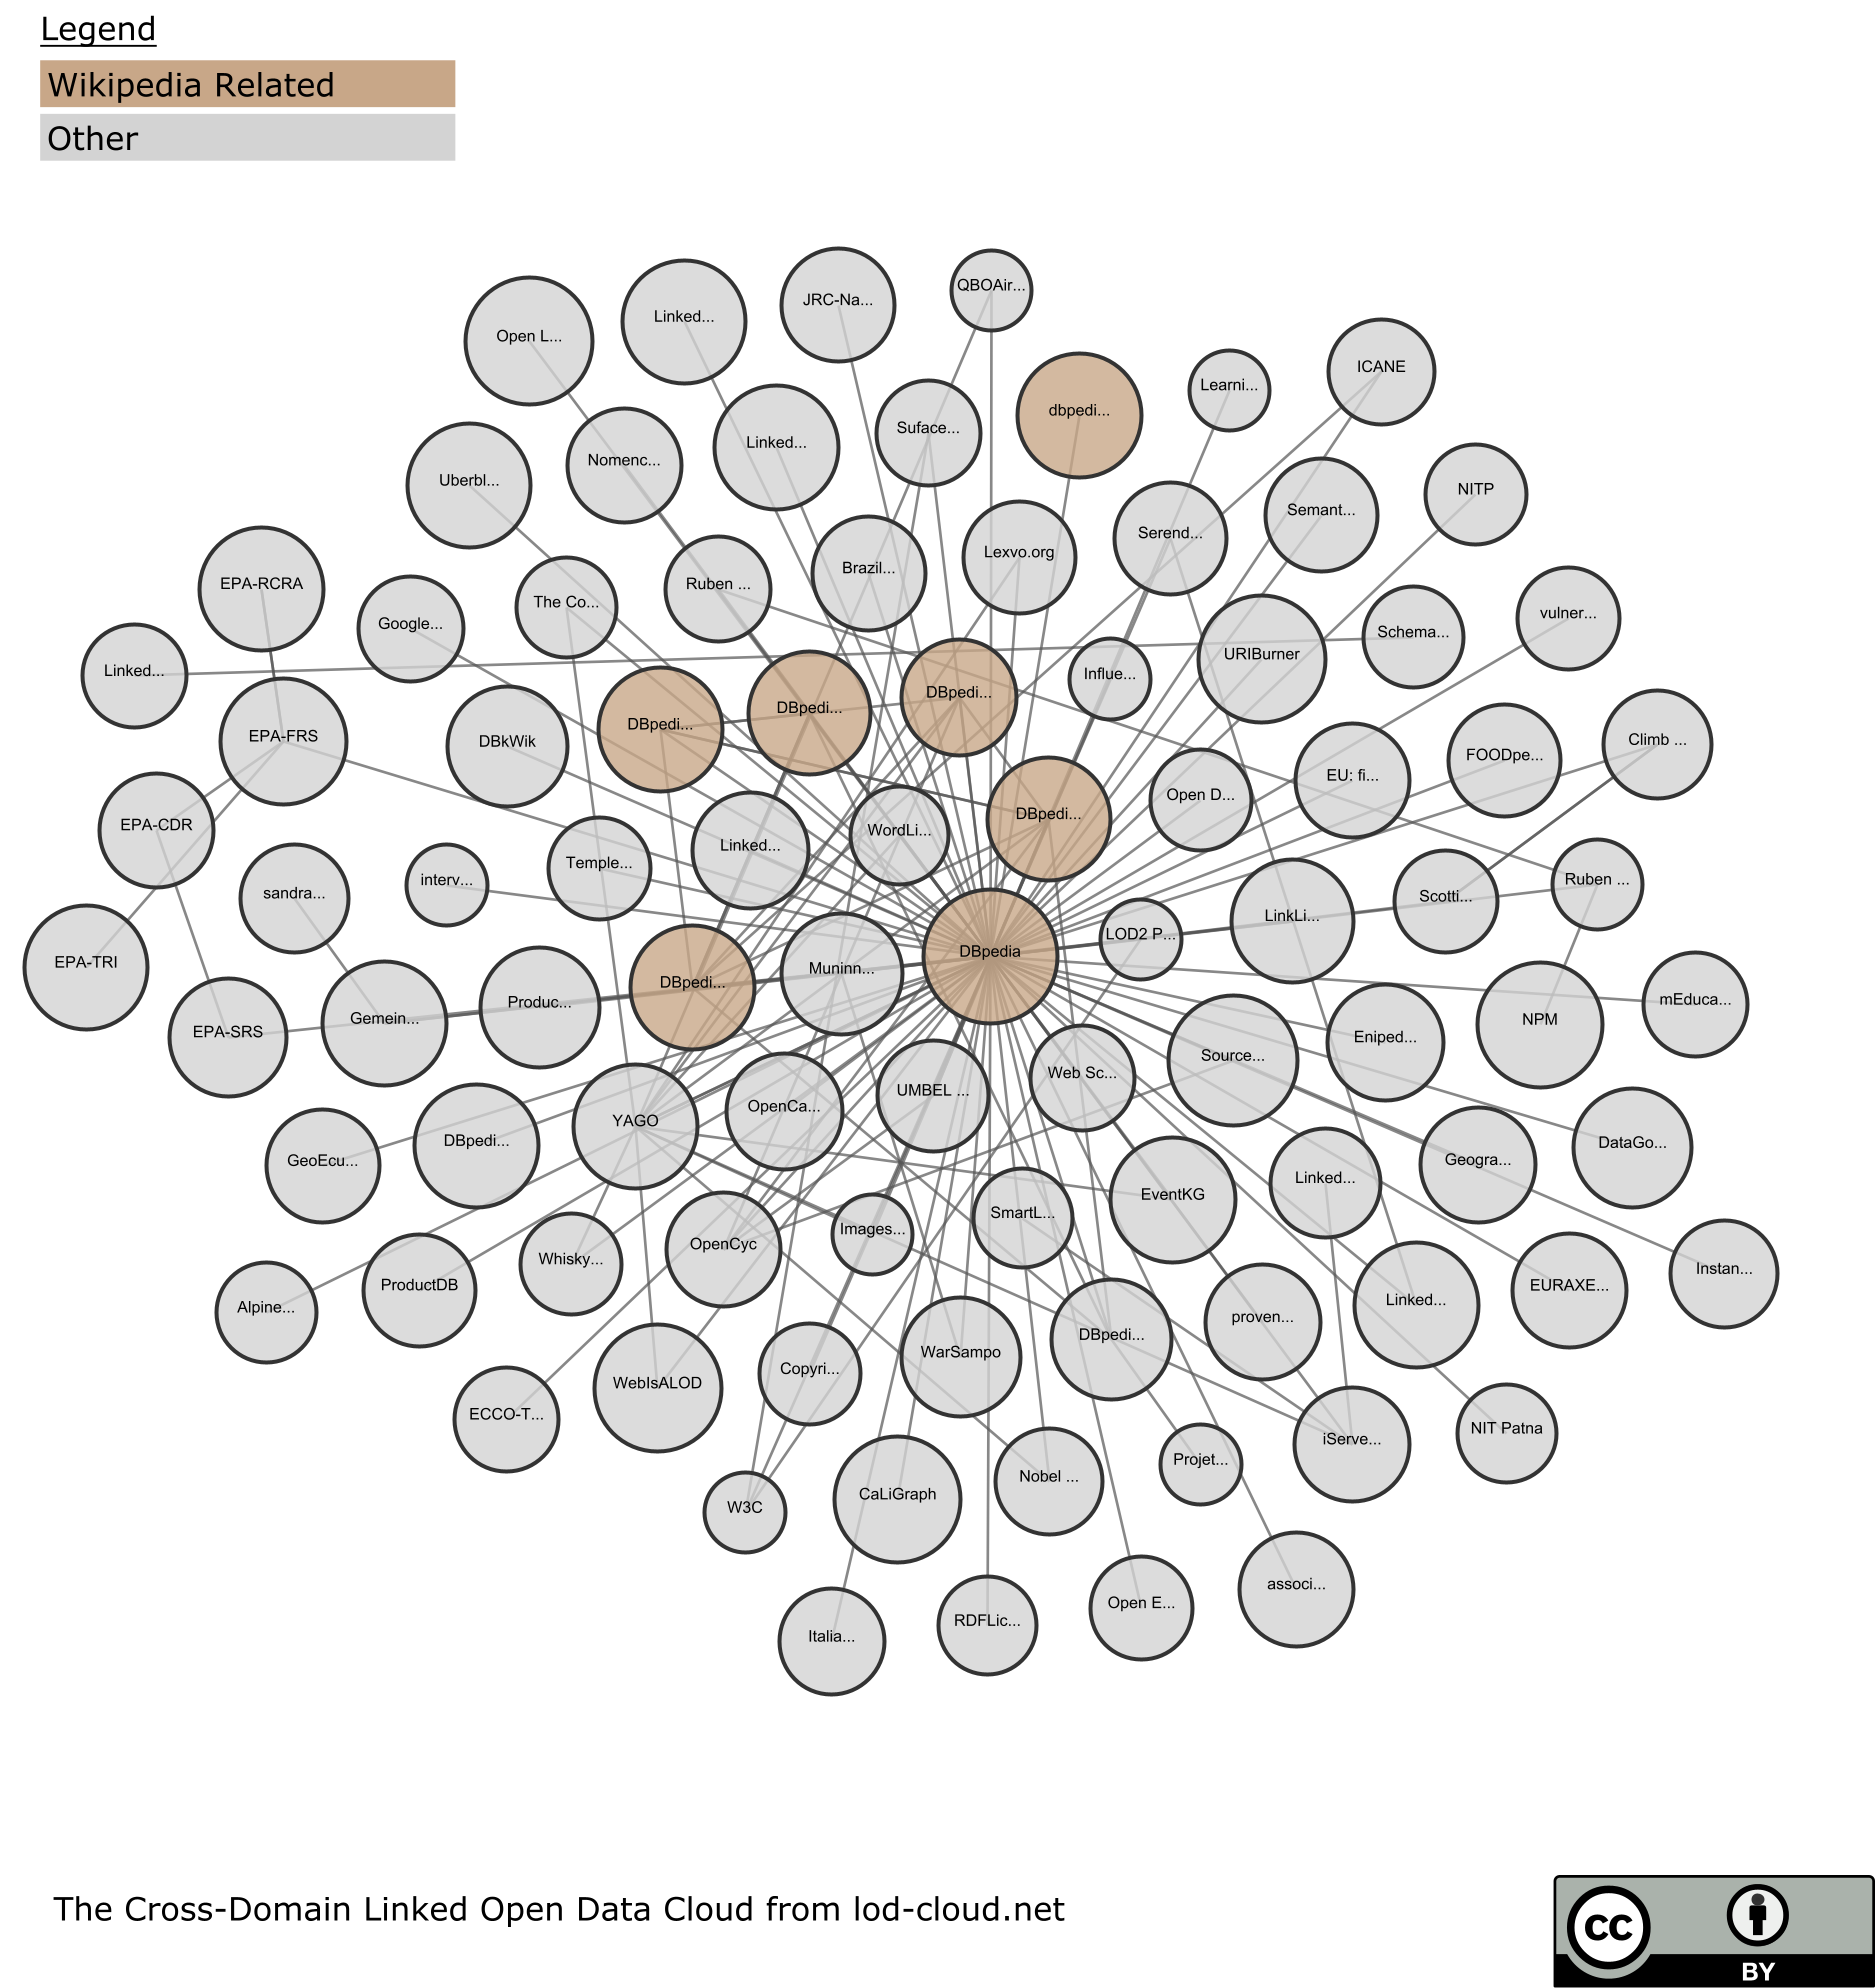 Legend
Wikipedia Related
Other
QBOAir...
JRC-Na...
Linked...
Open L...
ICANE
Learni...
dbpedi...
Suface...
Linked...
Nomenc...
Uberbl...
NITP
Semant...
Serend...
Lexvo.org
Brazil...
Ruben ...
EPA-RCRA
The Co...
Google...
vulner...
Schema...
URIBurner
Linked...
Influe...
DBpedi...
DBpedi...
DBpedi...
EPA-FRS
DBkWik
Climb ...
FOODpe...
EU: fi...
Open D...
DBpedi...
WordLi...
EPA-CDR
Linked...
Temple...
interv...
sandra...
Ruben ...
Scotti...
LinkLi...
LOD2 P...
DBpedia
EPA-TRI
Muninn...
DBpedi...
Produc...
Gemein...
EPA-SRS
mEduca...
NPM
Eniped...
Source...
Web Sc...
UMBEL ...
OpenCa...
YAGO
DBpedi...
GeoEcu...
DataGo...
Geogra...
Linked...
EventKG
SmartL...
Images...
OpenCyc
Whisky...
ProductDB
Alpine...
Instan...
EURAXE...
Linked...
proven...
DBpedi...
WarSampo
Copyri...
WebIsALOD
ECCO-T...
NIT Patna
iServe...
Projet...
Nobel ...
CaLiGraph
W3C
associ...
Open E...
RDFLic...
Italia...
The Cross-Domain Linked Open Data Cloud from lod-cloud.net
cc
BY